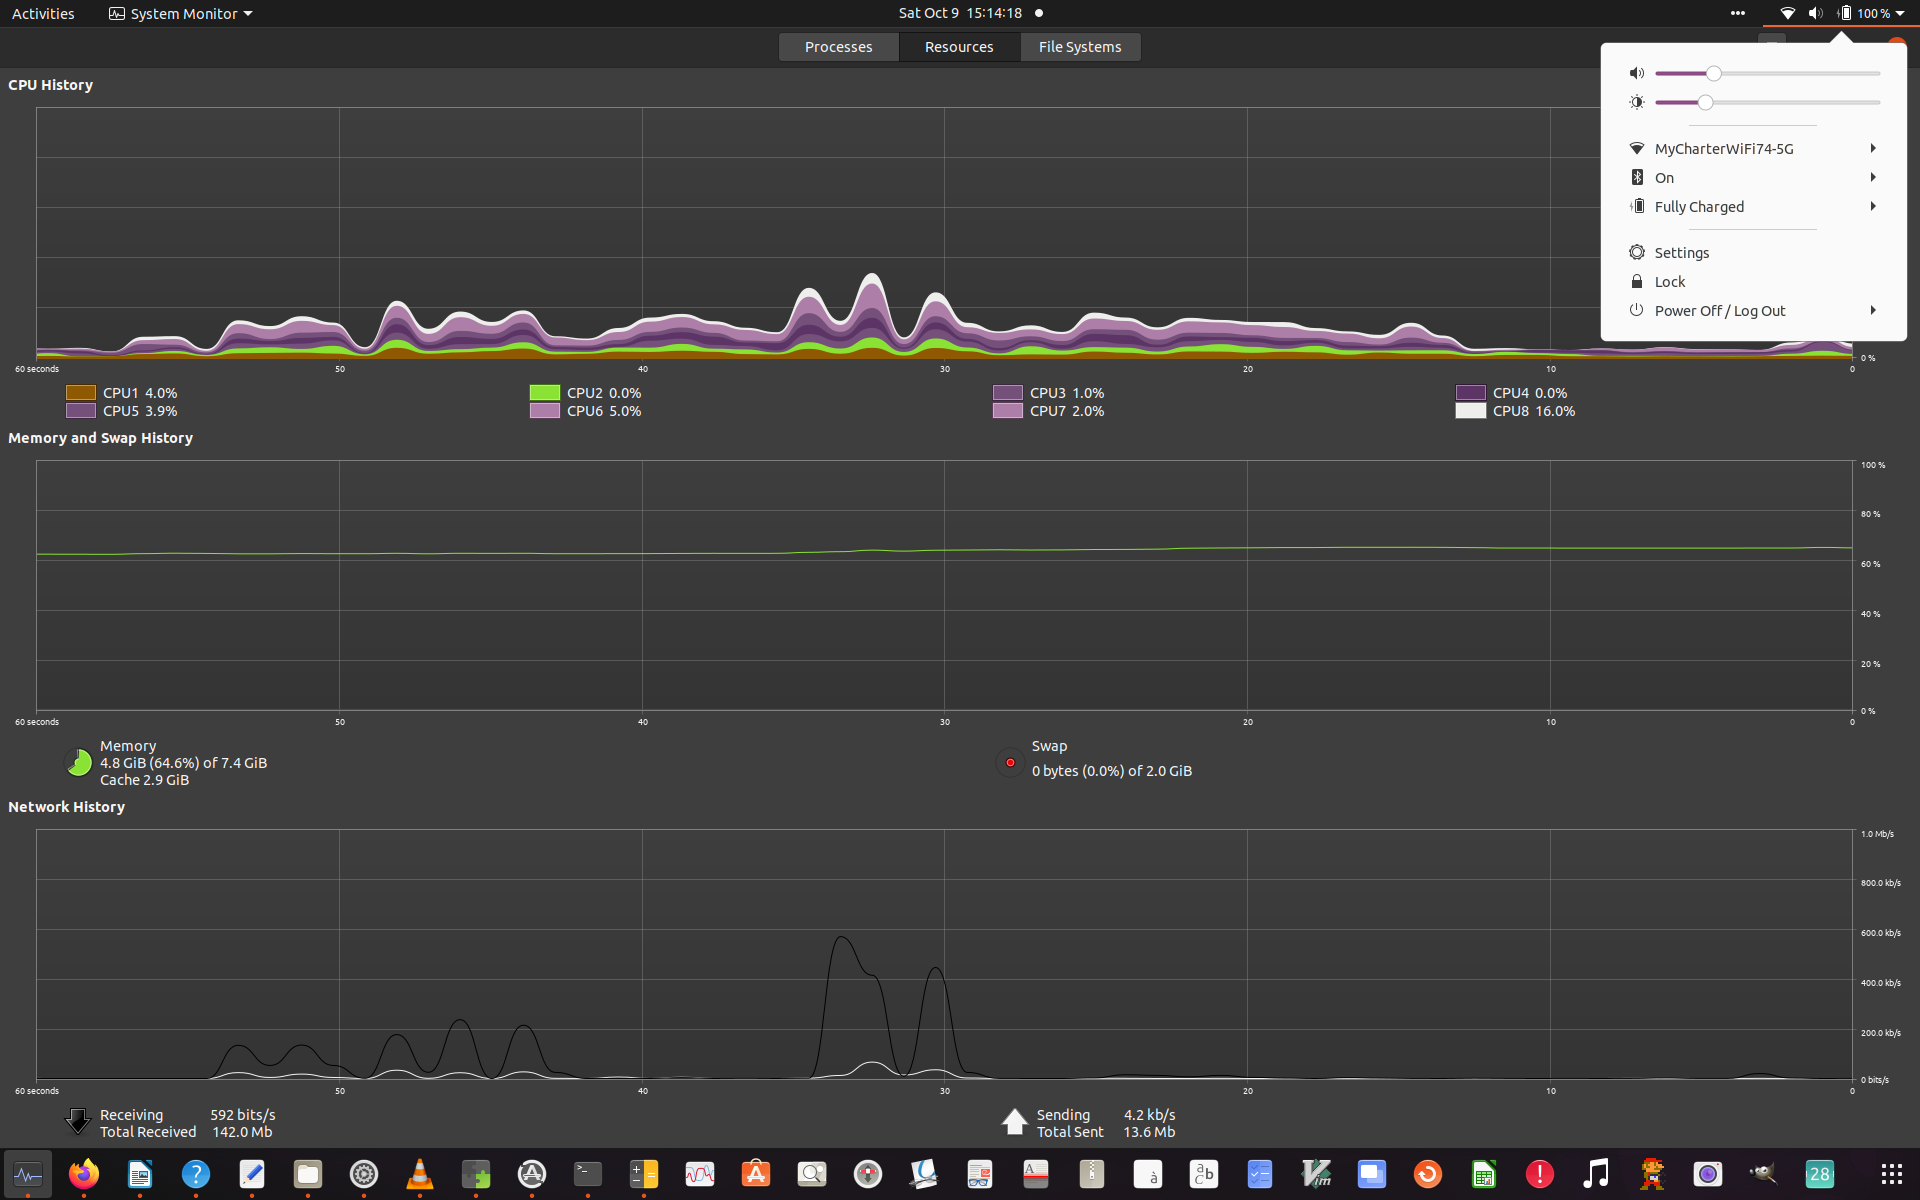 Activities
System Monitor
Sat Oct 9 15:14:18
100 %
Processes
Resources
File Systems
CPU History
MyCharterWiFi74-5G
On
Fully Charged
Settings
Lock
Power Off / Log Out
0 %
60 seconds 50 40 30 20 10 0
CPU1 4.0% CPU2 0.0% CPU3 1.0% CPU4 0.0%
CPU5 3.9% CPU6 5.0% CPU7 2.0% CPU8 16.0%
Memory and Swap History
100 %
80 %
60 %
40 %
20 %
0 %
60 seconds 50 40 30 20 10 0
Memory
4.8 GiB (64.6%) of 7.4 GiB
Cache 2.9 GiB
Swap
0 bytes (0.0%) of 2.0 GiB
Network History
1.0 Mb/s
800.0 kb/s
600.0 kb/s
400.0 kb/s
200.0 kb/s
0 bits/s
60 seconds 50 40 30 20 10 0
Receiving 592 bits/s
Total Received 142.0 Mb
Sending 4.2 kb/s
Total Sent 13.6 Mb
?
>_
A
à
ab
c
Vim
!
28